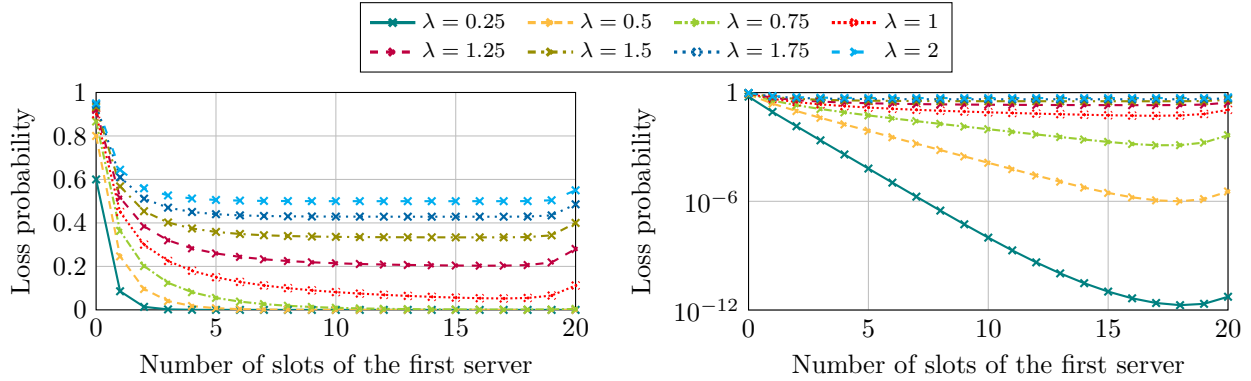 λ = 0.25 λ = 0.5 λ = 0.75 λ = 1
λ = 1.25 λ = 1.5 λ = 1.75 λ = 2
Loss probability
1
0.8
0.6
0.4
0.2
0
0 5 10 15 20
Number of slots of the first server
Loss probability
1
10⁻⁶
10⁻¹²
0 5 10 15 20
Number of slots of the first server